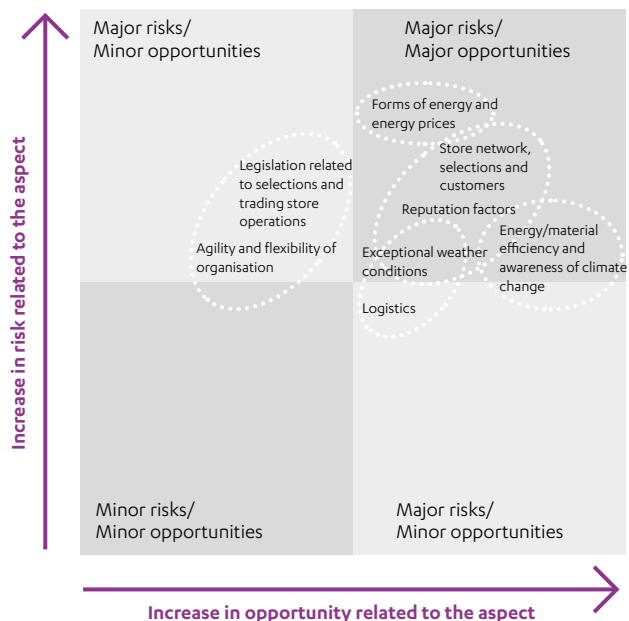 Major risks/
Minor opportunities
Major risks/
Major opportunities
Forms of energy and
energy prices
Store network,
selections and
customers
Legislation related
to selections and
trading store
operations
Reputation factors
Agility and flexibility of
organisation
Exceptional weather
conditions
Energy/material
efficiency and
awareness of climate
change
Logistics
Minor risks/
Minor opportunities
Major risks/
Minor opportunities
Increase in risk related to the aspect
Increase in opportunity related to the aspect